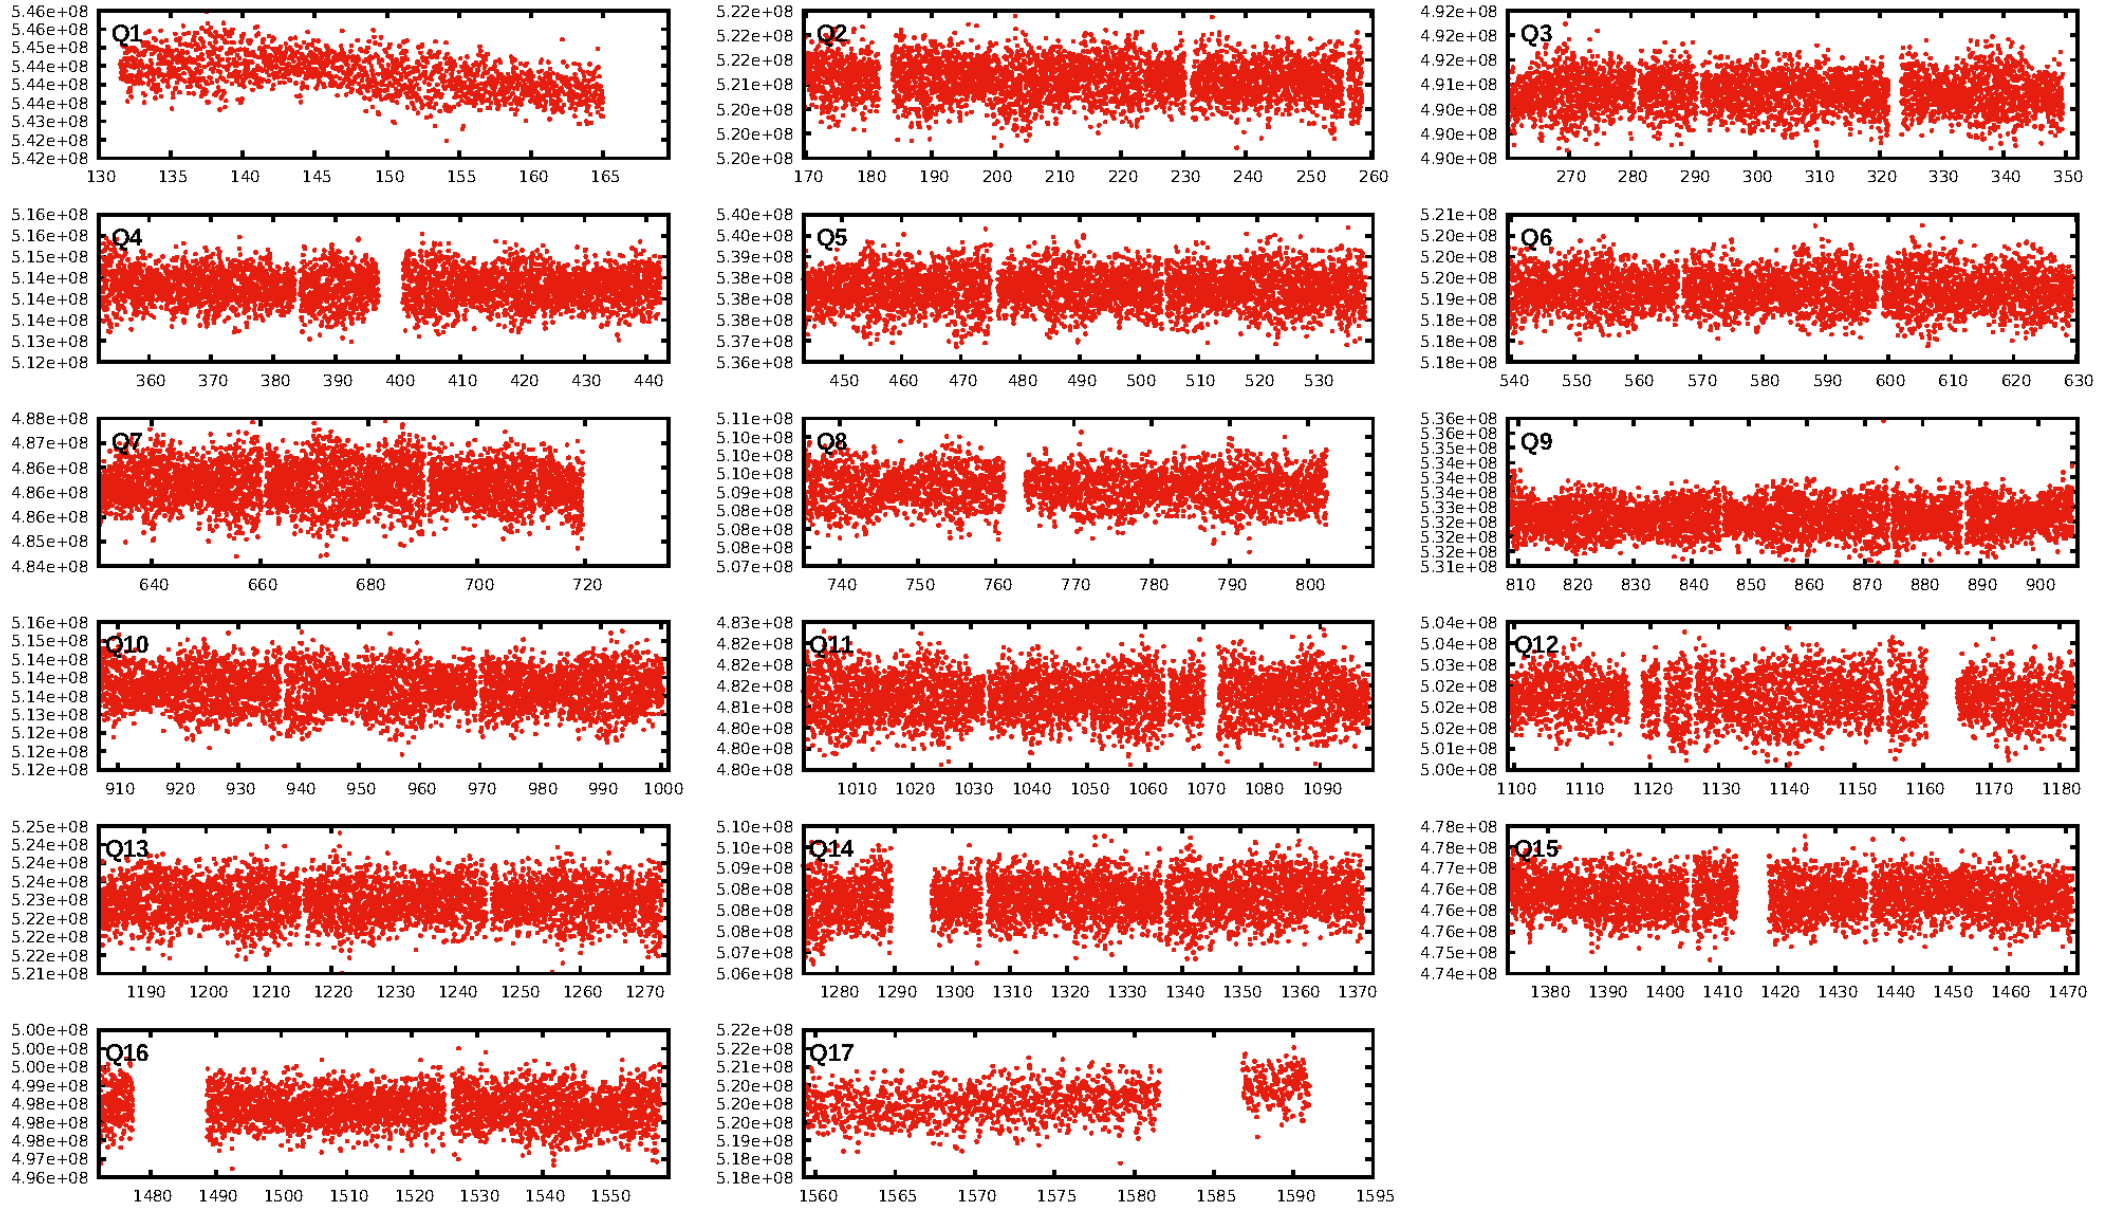 Q1
5.46e+08
5.46e+08
5.45e+08
5.44e+08
5.44e+08
5.44e+08
5.43e+08
5.42e+08
5.42e+08
130 135 140 145 150 155 160 165
Q2
5.22e+08
5.22e+08
5.22e+08
5.21e+08
5.20e+08
5.20e+08
5.20e+08
170 180 190 200 210 220 230 240 250 260
Q3
4.92e+08
4.92e+08
4.92e+08
4.91e+08
4.90e+08
4.90e+08
4.90e+08
270 280 290 300 310 320 330 340 350
Q4
5.16e+08
5.16e+08
5.15e+08
5.14e+08
5.14e+08
5.14e+08
5.13e+08
5.12e+08
360 370 380 390 400 410 420 430 440
Q5
5.40e+08
5.40e+08
5.39e+08
5.38e+08
5.38e+08
5.38e+08
5.37e+08
5.36e+08
450 460 470 480 490 500 510 520 530
Q6
5.21e+08
5.20e+08
5.20e+08
5.19e+08
5.18e+08
5.18e+08
5.18e+08
540 550 560 570 580 590 600 610 620 630
Q7
4.88e+08
4.87e+08
4.86e+08
4.86e+08
4.86e+08
4.85e+08
4.84e+08
640 660 680 700 720
Q8
5.11e+08
5.10e+08
5.10e+08
5.10e+08
5.09e+08
5.08e+08
5.08e+08
5.08e+08
5.07e+08
740 750 760 770 780 790 800
Q9
5.36e+08
5.36e+08
5.35e+08
5.34e+08
5.34e+08
5.34e+08
5.33e+08
5.32e+08
5.32e+08
5.32e+08
5.31e+08
810 820 830 840 850 860 870 880 890 900
Q10
5.16e+08
5.15e+08
5.14e+08
5.14e+08
5.14e+08
5.13e+08
5.12e+08
5.12e+08
5.12e+08
910 920 930 940 950 960 970 980 990 1000
Q11
4.83e+08
4.82e+08
4.82e+08
4.82e+08
4.81e+08
4.80e+08
4.80e+08
4.80e+08
1010 1020 1030 1040 1050 1060 1070 1080 1090
Q12
5.04e+08
5.04e+08
5.03e+08
5.02e+08
5.02e+08
5.02e+08
5.01e+08
5.00e+08
1100 1110 1120 1130 1140 1150 1160 1170 1180
Q13
5.25e+08
5.24e+08
5.24e+08
5.24e+08
5.23e+08
5.22e+08
5.22e+08
5.22e+08
5.21e+08
1190 1200 1210 1220 1230 1240 1250 1260 1270
Q14
5.10e+08
5.10e+08
5.09e+08
5.08e+08
5.08e+08
5.08e+08
5.07e+08
5.06e+08
1280 1290 1300 1310 1320 1330 1340 1350 1360 1370
Q15
4.78e+08
4.78e+08
4.77e+08
4.76e+08
4.76e+08
4.76e+08
4.75e+08
4.74e+08
1380 1390 1400 1410 1420 1430 1440 1450 1460 1470
Q16
5.00e+08
5.00e+08
5.00e+08
4.99e+08
4.98e+08
4.98e+08
4.98e+08
4.97e+08
4.96e+08
1480 1490 1500 1510 1520 1530 1540 1550
Q17
5.22e+08
5.22e+08
5.21e+08
5.20e+08
5.20e+08
5.20e+08
5.19e+08
5.18e+08
5.18e+08
1560 1565 1570 1575 1580 1585 1590 1595